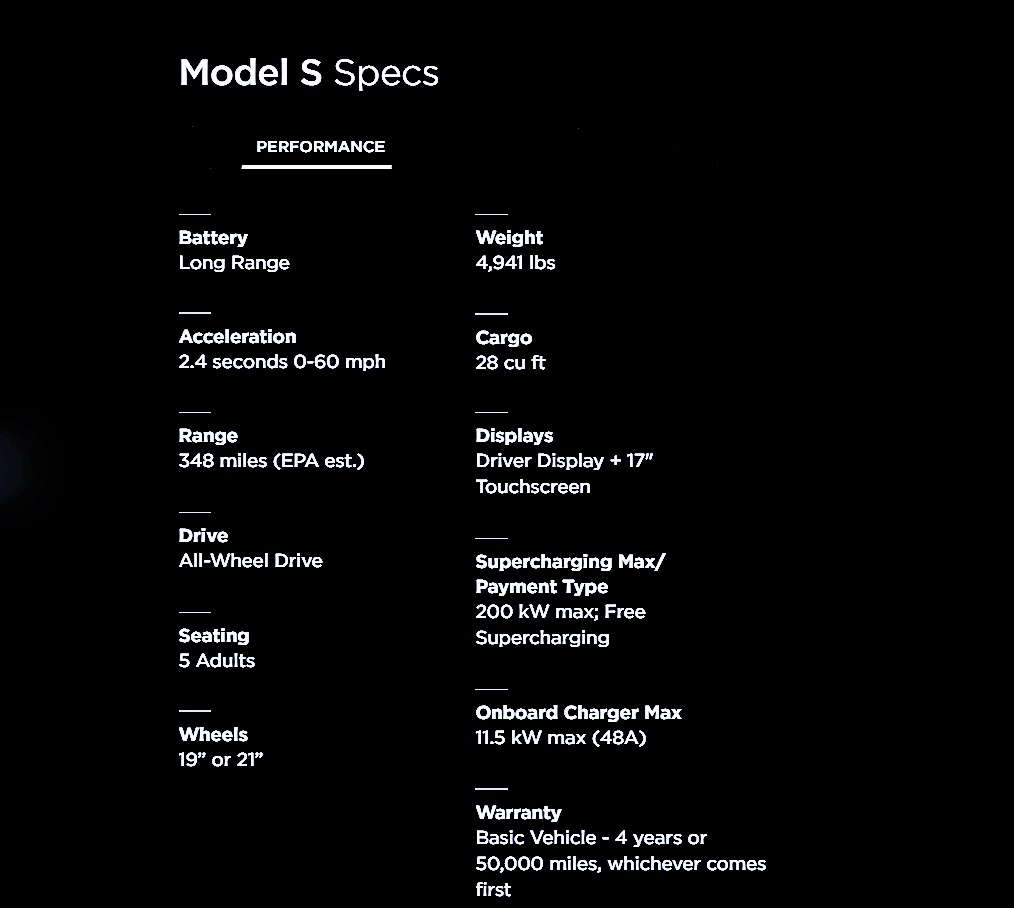 Model S Specs
PERFORMANCE
Battery
Long Range
Acceleration
2.4 seconds 0-60 mph
Range
348 miles (EPA est.)
Drive
All-Wheel Drive
Seating
5 Adults
Wheels
19” or 21”
Weight
4,941 lbs
Cargo
28 cu ft
Displays
Driver Display + 17”
Touchscreen
Supercharging Max/
Payment Type
200 kW max; Free
Supercharging
Onboard Charger Max
11.5 kW max (48A)
Warranty
Basic Vehicle - 4 years or
50,000 miles, whichever comes
first